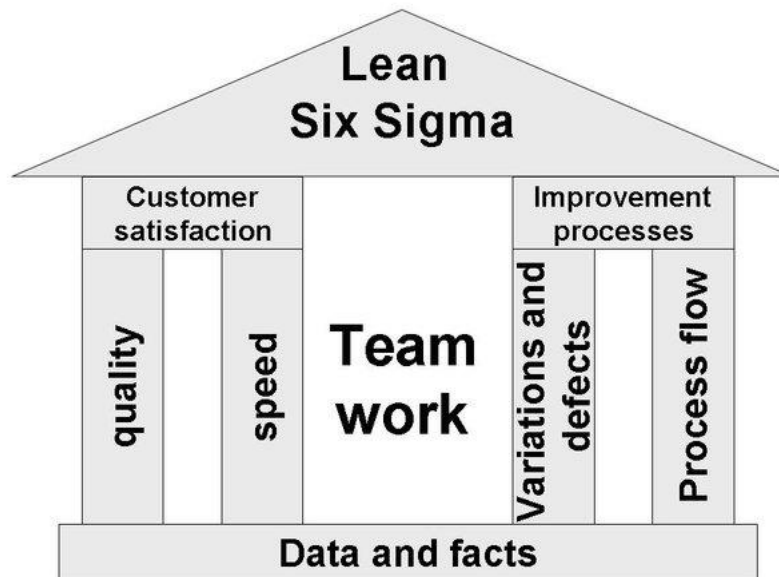 Lean
Six Sigma
Customer
satisfaction
Improvement
processes
quality
speed
Team
work
Variations and
defects
Process flow
Data and facts